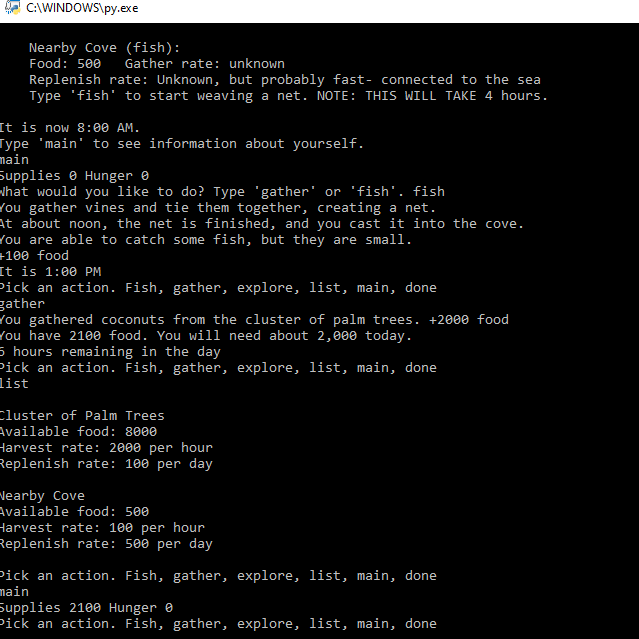 C:\WINDOWS\py.exe
Nearby Cove (fish):
Food: 500   Gather rate: unknown
Replenish rate: Unknown, but probably fast- connected to the sea
Type 'fish' to start weaving a net. NOTE: THIS WILL TAKE 4 hours.
It is now 8:00 AM.
Type 'main' to see information about yourself.
main
Supplies 0 Hunger 0
What would you like to do? Type 'gather' or 'fish'. fish
You gather vines and tie them together, creating a net.
At about noon, the net is finished, and you cast it into the cove.
You are able to catch some fish, but they are small.
+100 food
It is 1:00 PM
Pick an action. Fish, gather, explore, list, main, done
gather
You gathered coconuts from the cluster of palm trees. +2000 food
You have 2100 food. You will need about 2,000 today.
6 hours remaining in the day
Pick an action. Fish, gather, explore, list, main, done
list
Cluster of Palm Trees
Available food: 8000
Harvest rate: 2000 per hour
Replenish rate: 100 per day
Nearby Cove
Available food: 500
Harvest rate: 100 per hour
Replenish rate: 500 per day
Pick an action. Fish, gather, explore, list, main, done
main
Supplies 2100 Hunger 0
Pick an action. Fish, gather, explore, list, main, done